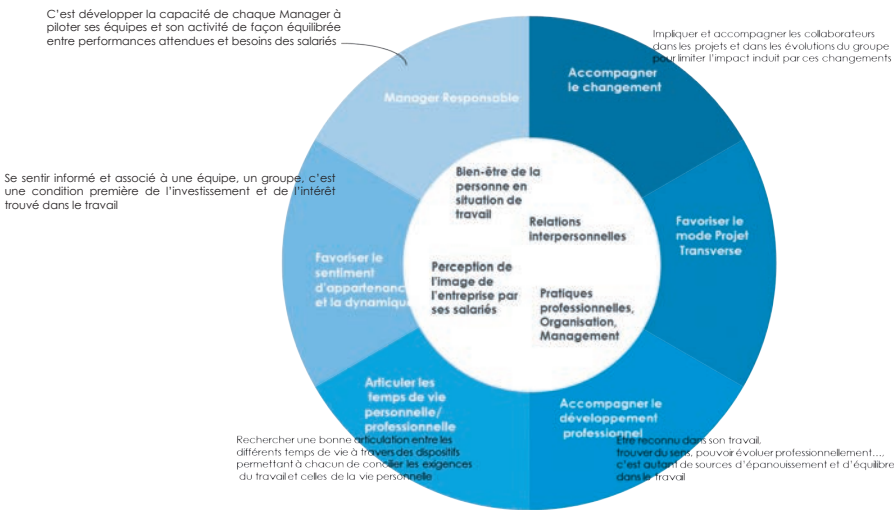 C'est développer la capacité de chaque Manager à
piloter ses équipes et son activité de façon équilibrée
entre performances attendues et besoins des salariés
Impliquer et accompagner les collaborateurs
dans les projets et dans les évolutions du groupe
pour limiter l'impact induit par ces changements
Manager Responsable
Accompagner
le changement
Se sentir informé et associé à une équipe, un groupe, c'est
une condition première de l'investissement et de l'intérêt
trouvé dans le travail
Bien-être de la
personne en
situation de
travail
Relations
interpersonnelles
Favoriser le
mode Projet
Transverse
Favoriser le
sentiment
d'appartenanc
et la dynamique
Perception de
l'image de
l'entreprise par
ses salariés
Pratiques
professionnelles,
Organisation,
Management
Articuler les
temps de vie
personnelle/
professionnelle
Accompagner le
développement
professionnel
Rechercher une bonne articulation entre les
différents temps de vie à travers des dispositifs
permettant à chacun de concilier les exigences
du travail et celles de la vie personnelle
Etre reconnu dans son travail,
trouver du sens, pouvoir évoluer professionnellement…,
c'est autant de sources d'épanouissement et d'équilibre
dans le travail